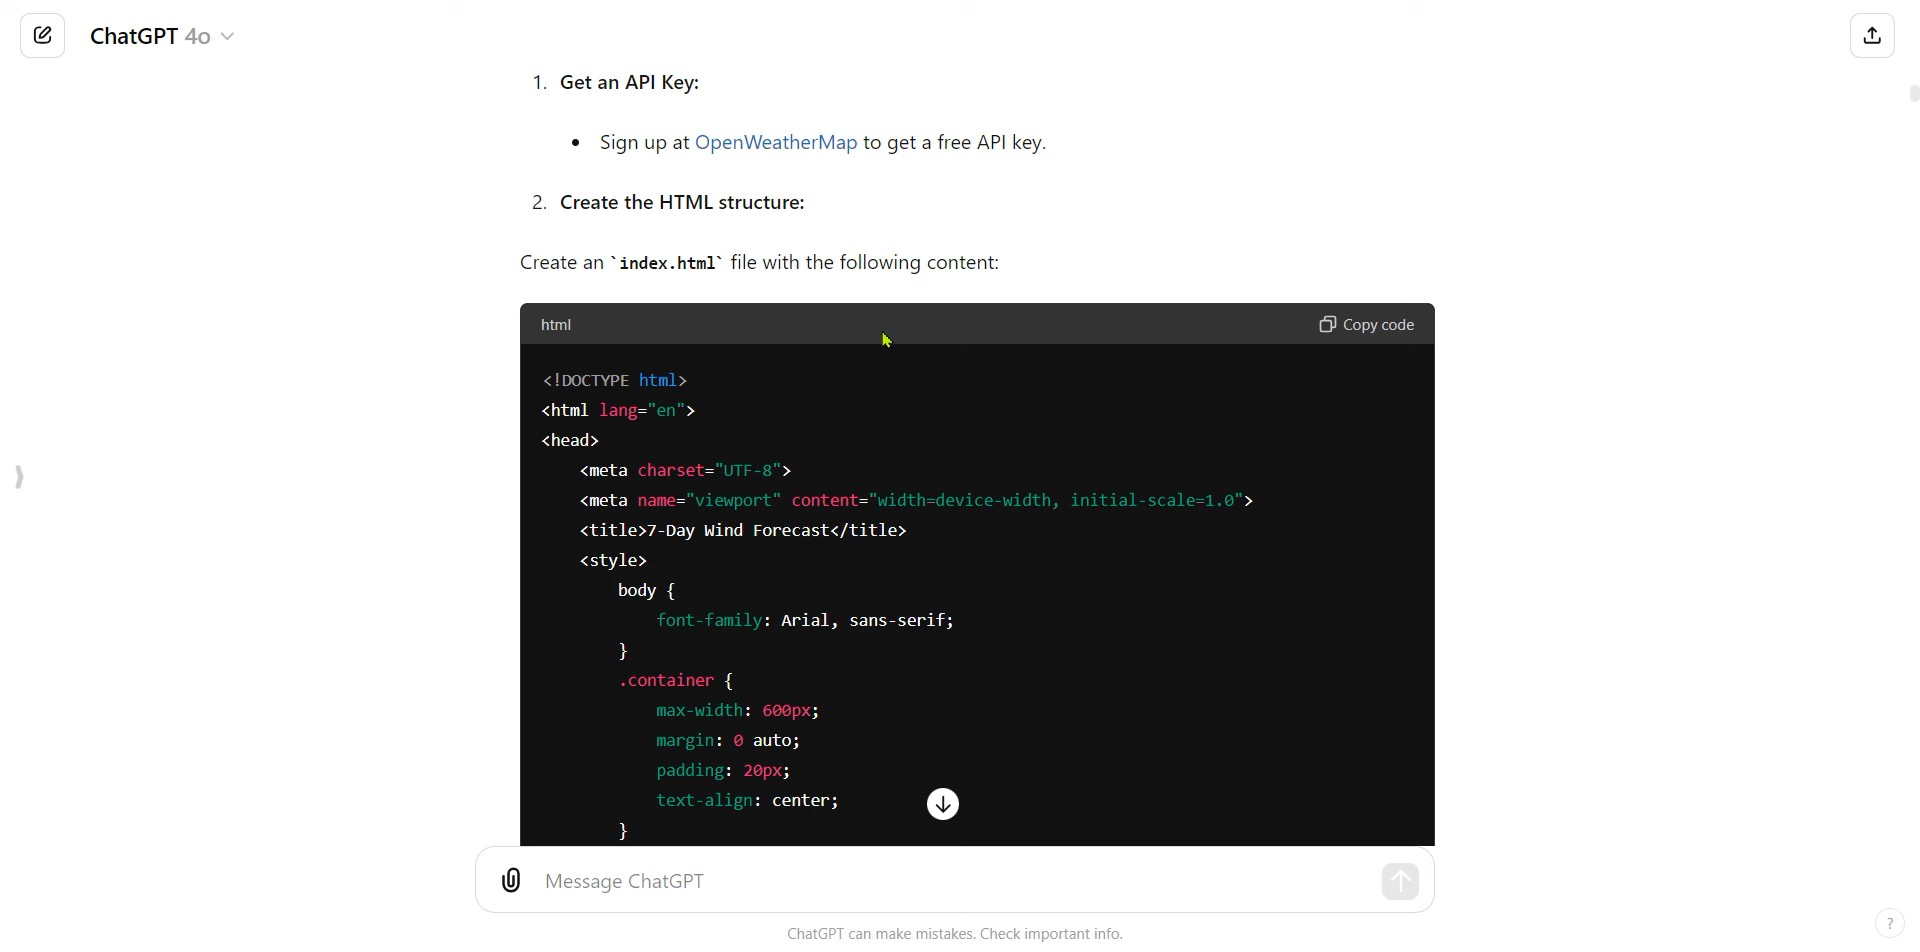 ChatGPT 4o
1. Get an API Key:
• Sign up at OpenWeatherMap to get a free API key.
2. Create the HTML structure:
Create an `index.html` file with the following content:
html Copy code
<!DOCTYPE html>
<html lang="en">
<head>
<meta charset="UTF-8">
<meta name="viewport" content="width=device-width, initial-scale=1.0">
<title>7-Day Wind Forecast</title>
<style>
body {
font-family: Arial, sans-serif;
}
.container {
max-width: 600px;
margin: 0 auto;
padding: 20px;
text-align: center;
}
Message ChatGPT
ChatGPT can make mistakes. Check important info.
?